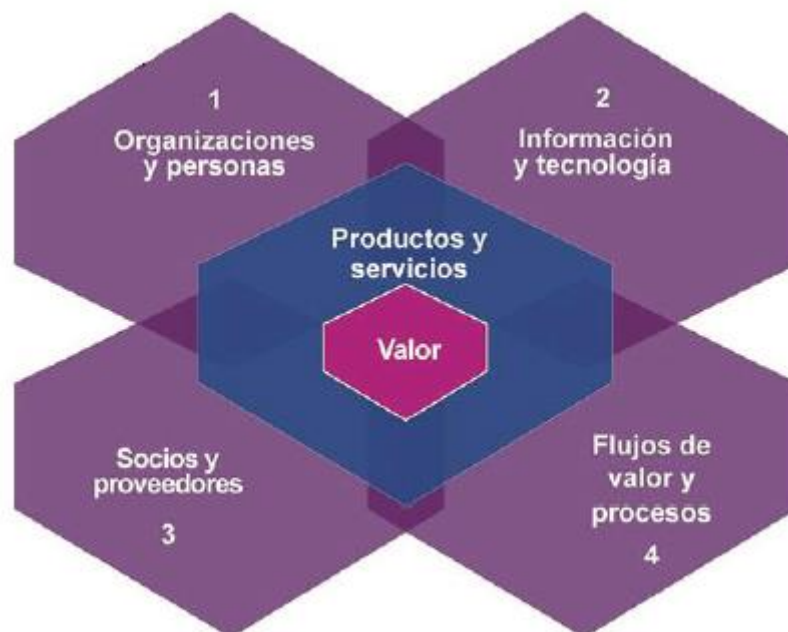 1
Organizaciones
y personas
2
Información
y tecnología
Productos y
servicios
Valor
Socios y
proveedores
3
Flujos de
valor y
procesos
4